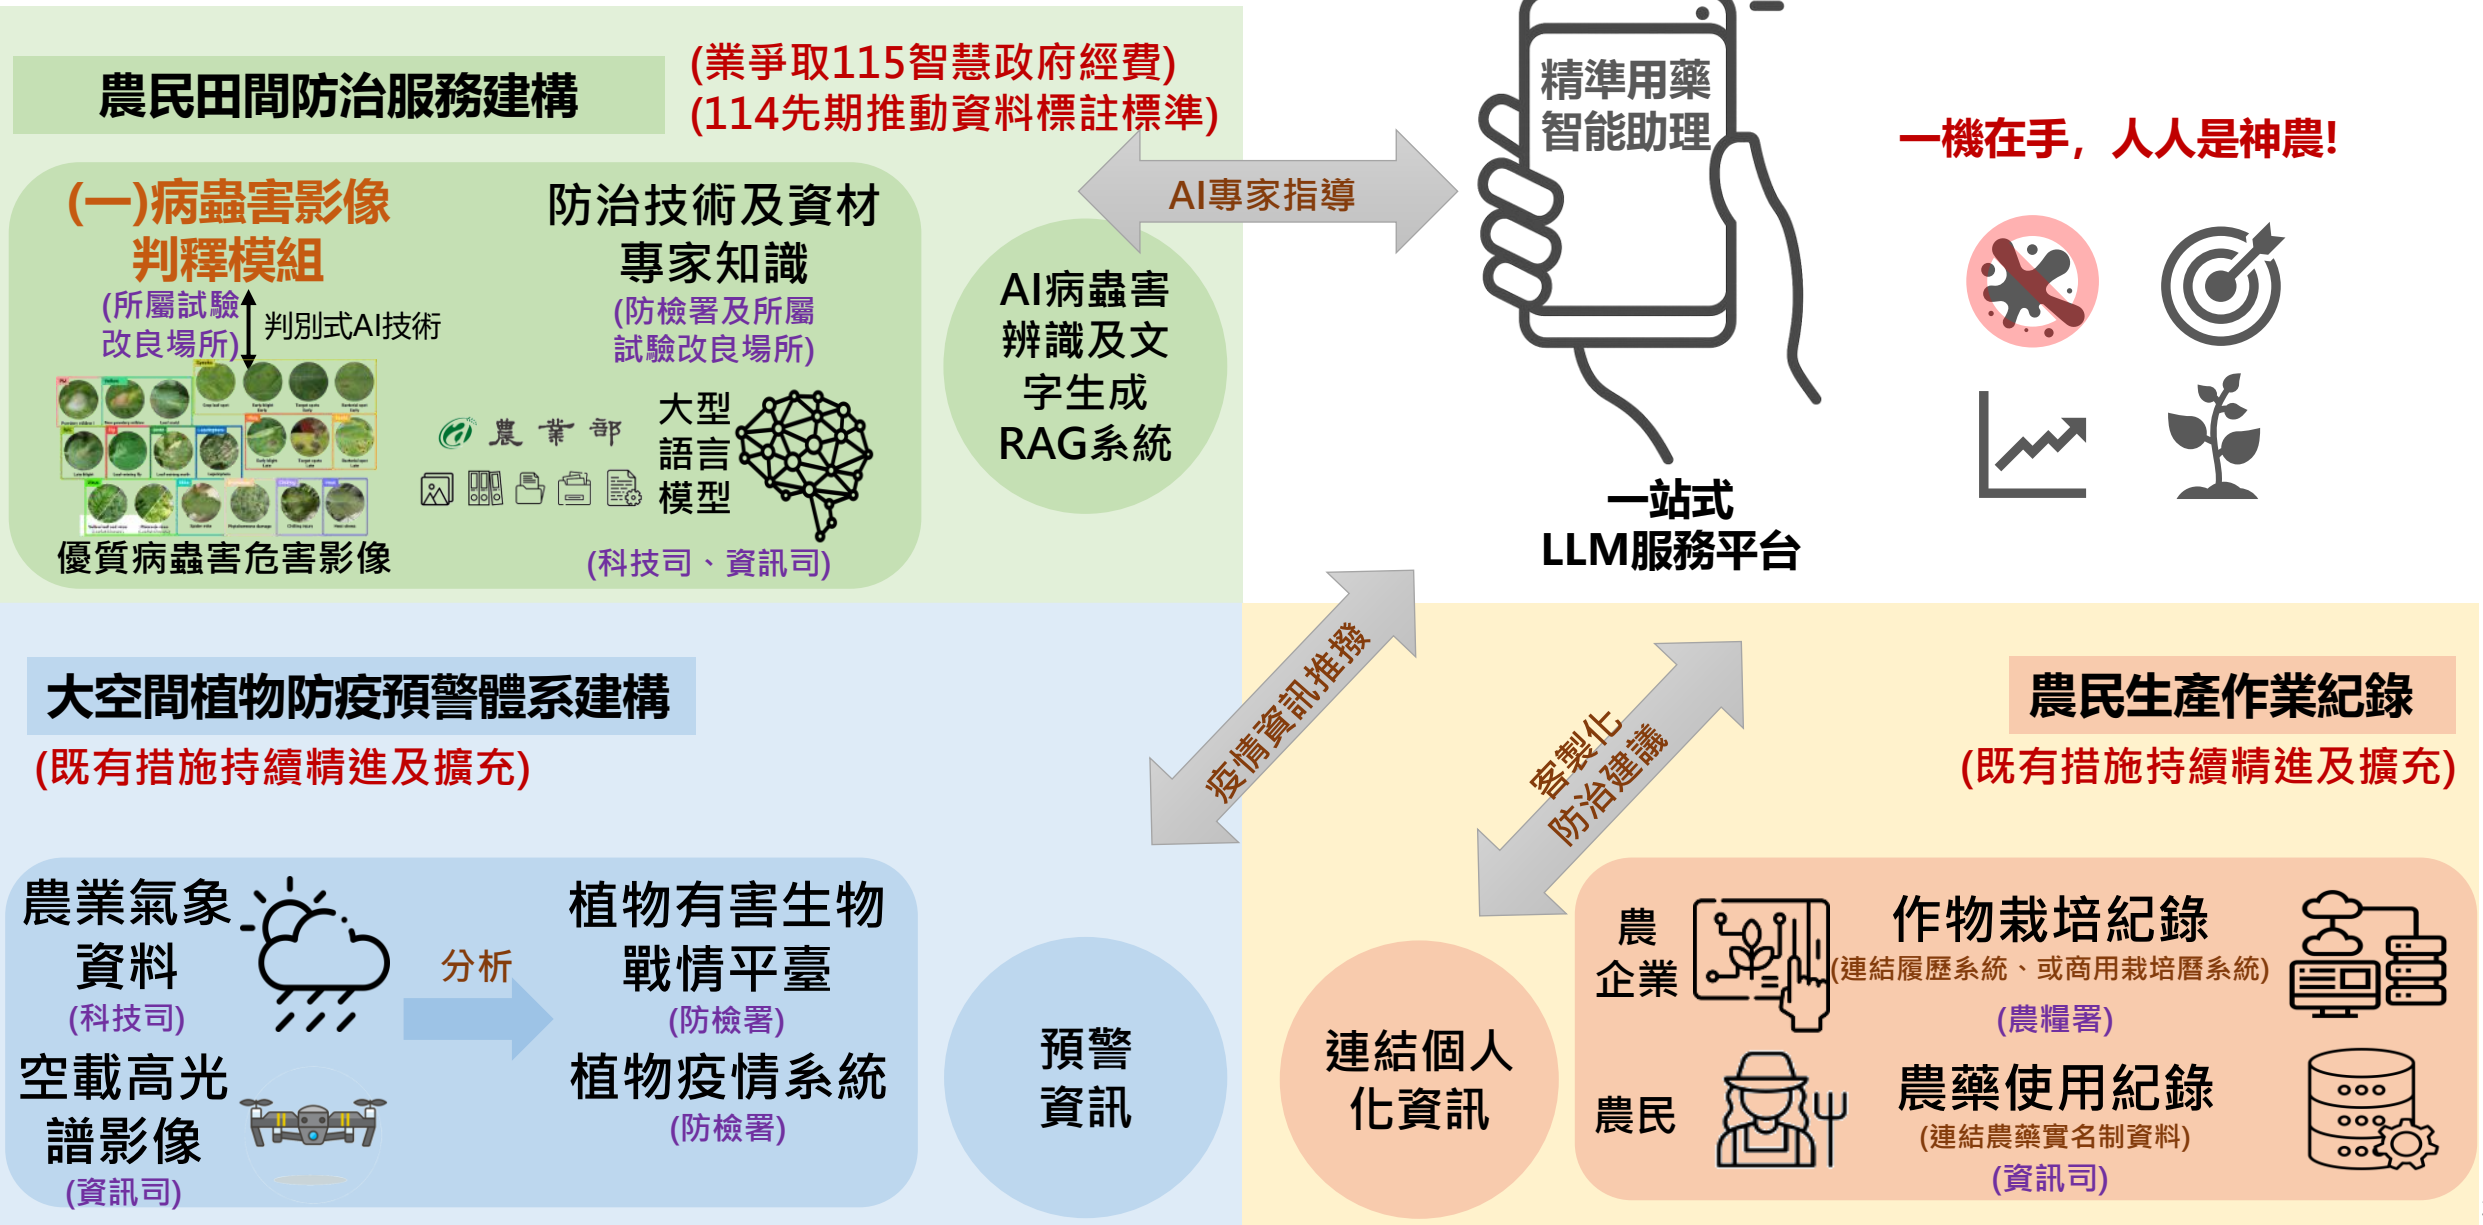 農民田間防治服務建構
(業爭取115智慧政府經費)
(114先期推動資料標註標準)
(一)病蟲害影像
判釋模組
(所屬試驗
改良場所)
判別式AI技術
優質病蟲害危害影像
防治技術及資材
專家知識
(防檢署及所屬
試驗改良場所)
農業部
大型
語言
模型
(科技司、資訊司)
AI病蟲害
辨識及文
字生成
RAG系統
AI專家指導
精準用藥
智能助理
一站式
LLM服務平台
一機在手，人人是神農!
大空間植物防疫預警體系建構
(既有措施持續精進及擴充)
農業氣象
資料
(科技司)
空載高光
譜影像
(資訊司)
分析
植物有害生物
戰情平臺
(防檢署)
植物疫情系統
(防檢署)
預警
資訊
疫情資訊推撥
客製化
防治建議
農民生產作業紀錄
(既有措施持續精進及擴充)
連結個人
化資訊
農
企業
作物栽培紀錄
(連結履歷系統、或商用栽培曆系統)
(農糧署)
農民
農藥使用紀錄
(連結農藥實名制資料)
(資訊司)